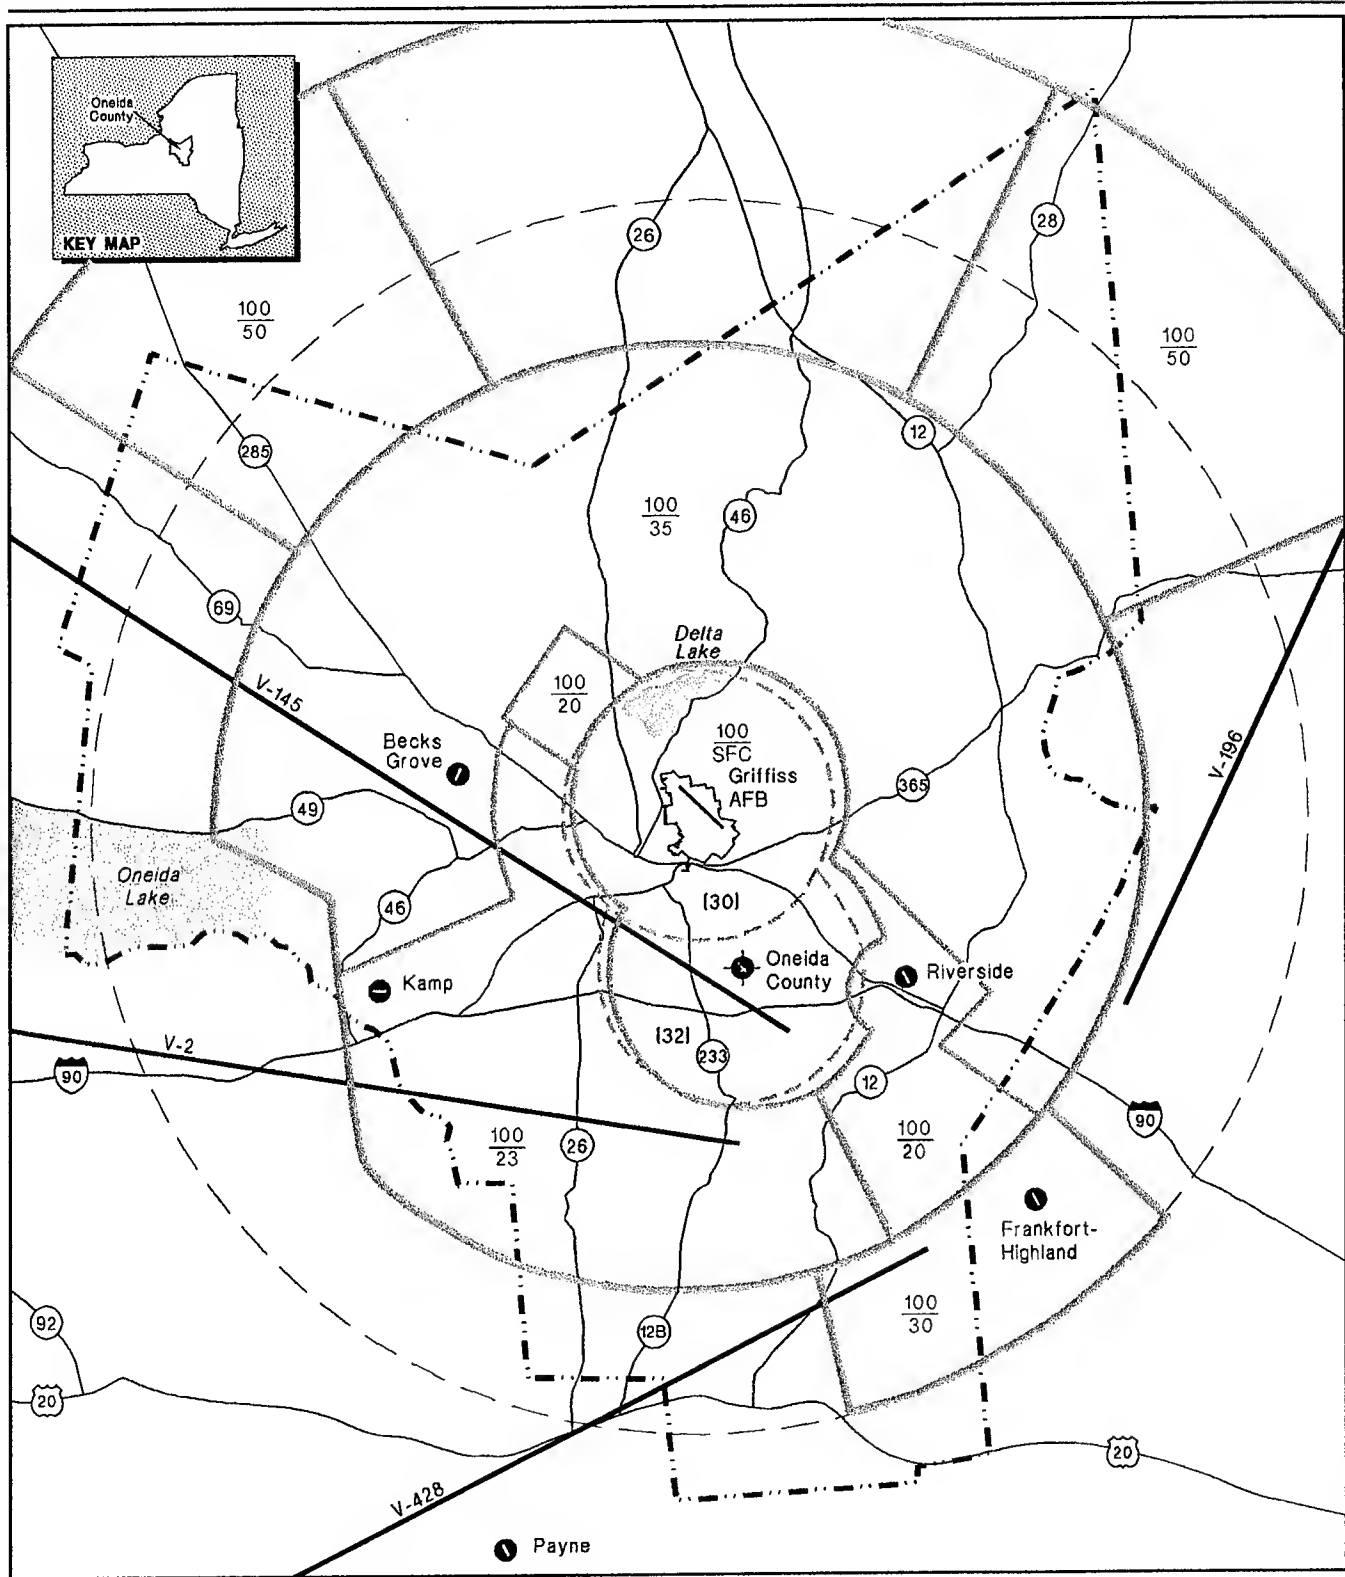 Oneida
County
KEY MAP
26
28
100
50
100
50
12
285
100
35
46
69
Delta
Lake
100
20
V-145
100
SFC
Griffiss
AFB
Becks
Grove
V-196
365
49
Oneida
Lake
46
[30]
Oneida
County
Riverside
Kamp
[32]
V-2
233
90
12
90
100
20
100
23
26
Frankfort-
Highland
100
30
92
12B
20
20
V-428
Payne